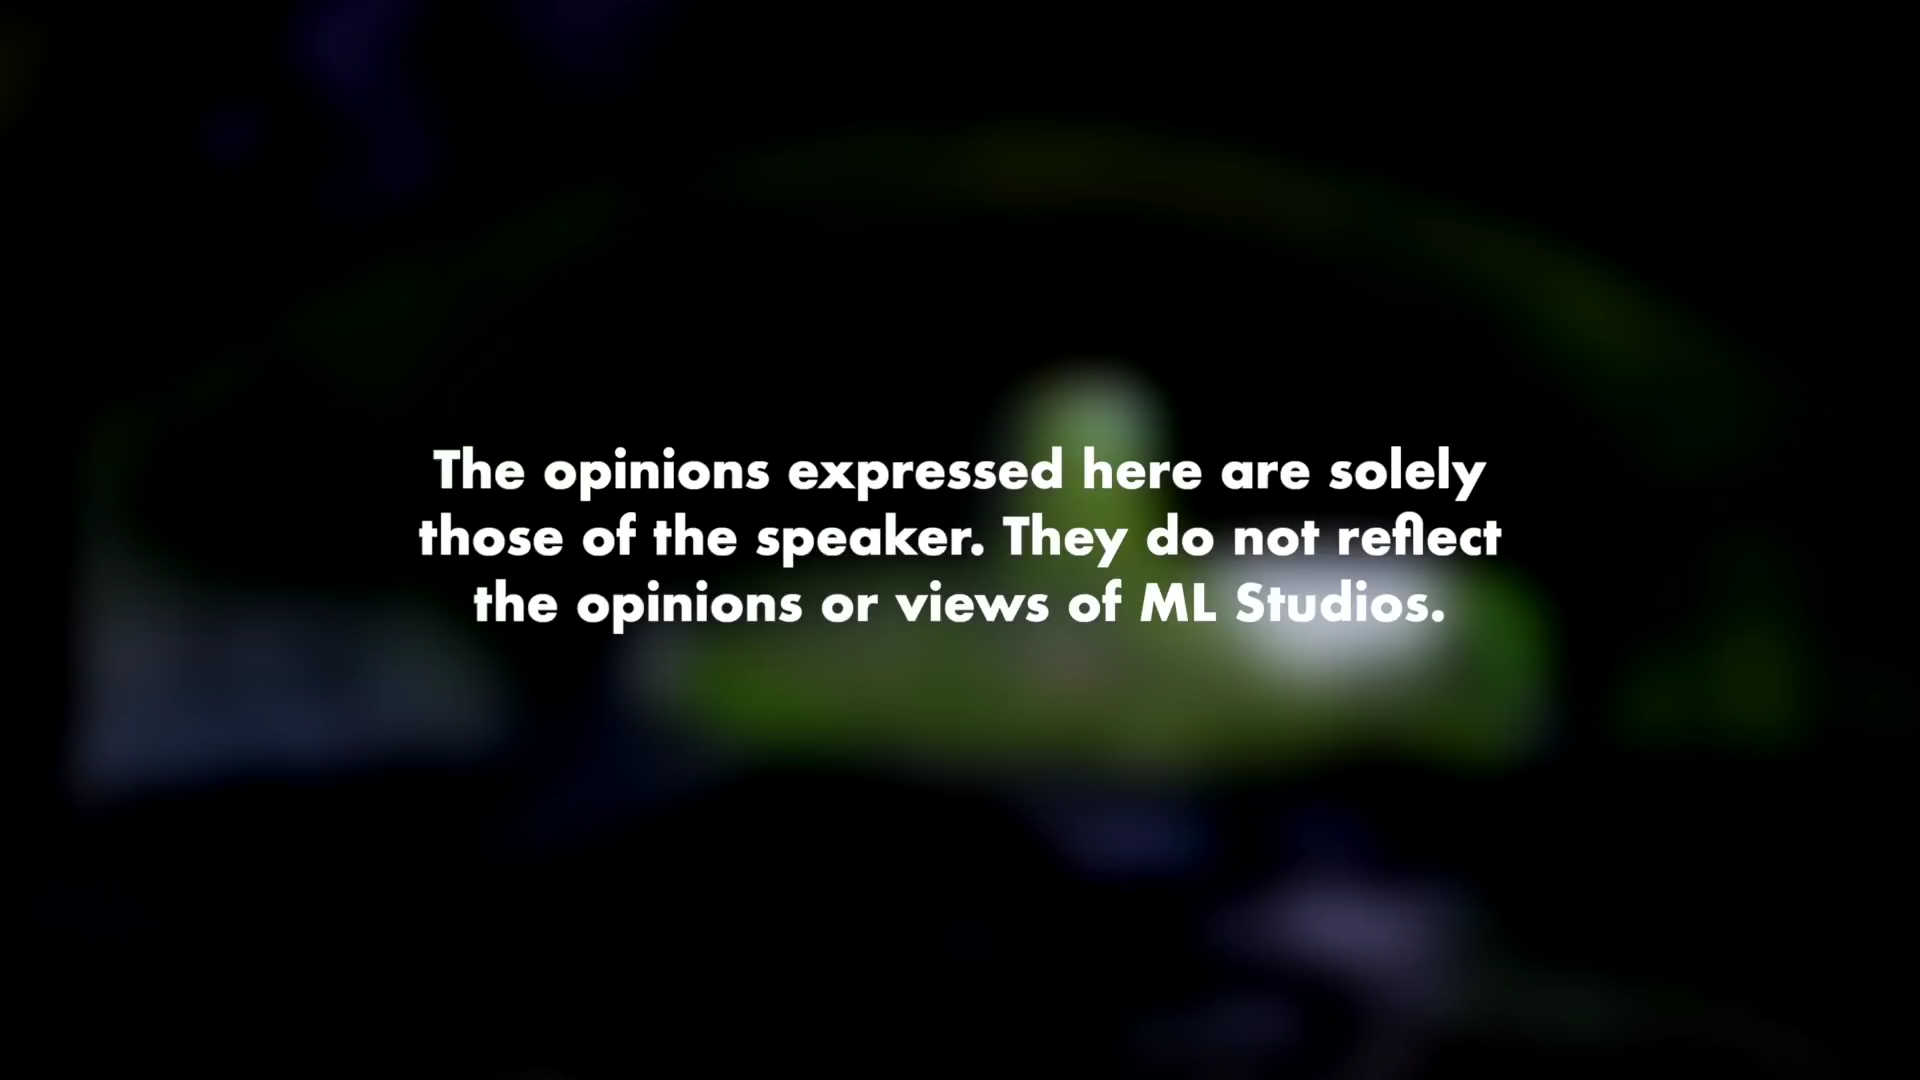 The opinions expressed here are solely
those of the speaker. They do not reflect
the opinions or views of ML Studios.